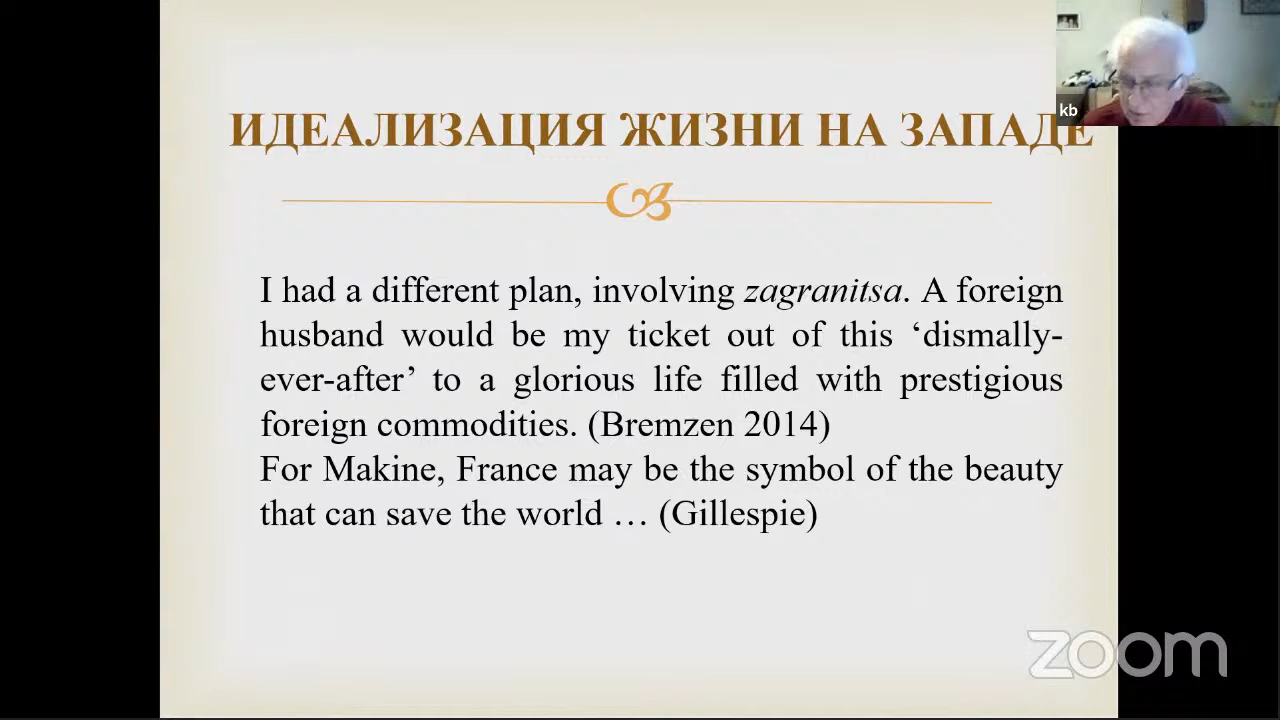 ИДЕАЛИЗАЦИЯ ЖИЗНИ НА ЗАПАДЕ
kb
I had a different plan, involving zagranitsa. A foreign
husband would be my ticket out of this ‘dismally-
ever-after’ to a glorious life filled with prestigious
foreign commodities. (Bremzen 2014)
For Makine, France may be the symbol of the beauty
that can save the world … (Gillespie)
zoom